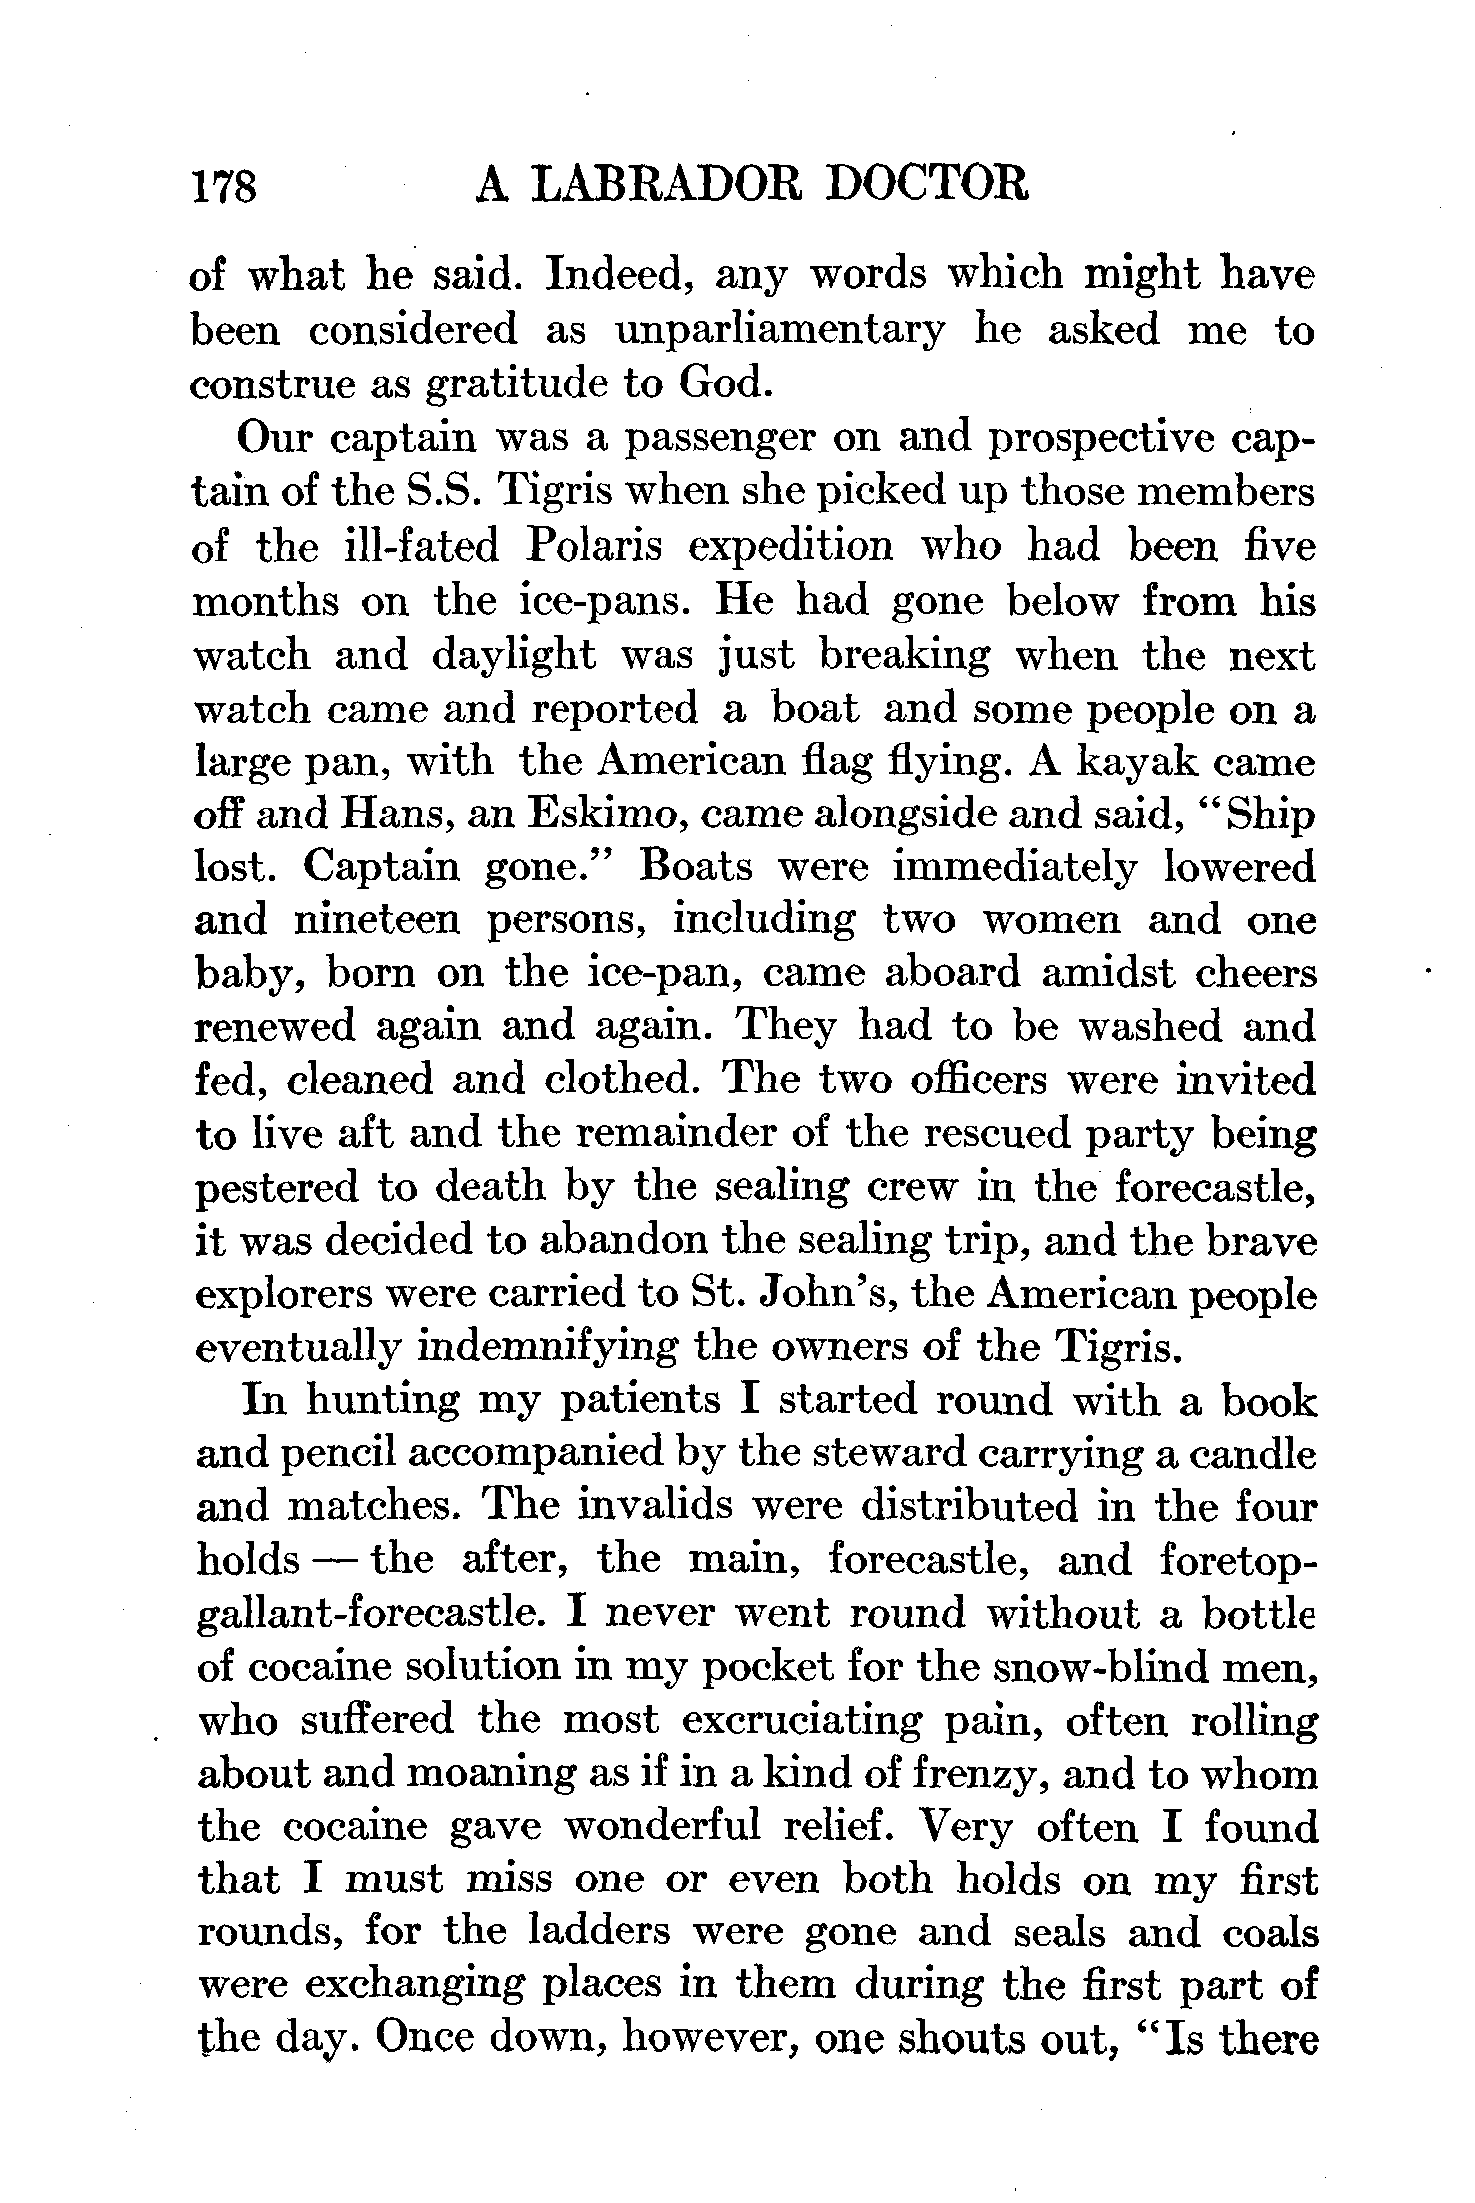 178 A LABRADOR DOCTOR
of what he said. Indeed, any words which might have
been considered as unparliamentary he asked me to
construe as gratitude to God.
Our captain was a passenger on and prospective cap-
tain of the S.S. Tigris when she picked up those members
of the ill-fated Polaris expedition who had been five
months on the ice-pans. He had gone below from his
watch and daylight was just breaking when the next
watch came and reported a boat and some people on a
large pan, with the American flag flying. A kayak came
off and Hans, an Eskimo, came alongside and said, "Ship
lost. Captain gone." Boats were immediately lowered
and nineteen persons, including two women and one
baby, born on the ice-pan, came aboard amidst cheers
renewed again and again. They had to be washed and
fed, cleaned and clothed. The two officers were invited
to live aft and the remainder of the rescued party being
pestered to death by the sealing crew in the forecastle,
it was decided to abandon the sealing trip, and the brave
explorers were carried to St. John's, the American people
eventually indemnifying the owners of the Tigris.
In hunting my patients I started round with a book
and pencil accompanied by the steward carrying a candle
and matches. The invalids were distributed in the four
holds — the after, the main, forecastle, and foretop-
gallant-forecastle. I never went round without a bottle
of cocaine solution in my pocket for the snow-blind men,
who suffered the most excruciating pain, often rolling
about and moaning as if in a kind of frenzy, and to whom
the cocaine gave wonderful relief. Very often I found
that I must miss one or even both holds on my first
rounds, for the ladders were gone and seals and coals
were exchanging places in them during the first part of
the day. Once down, however, one shouts out, "Is there